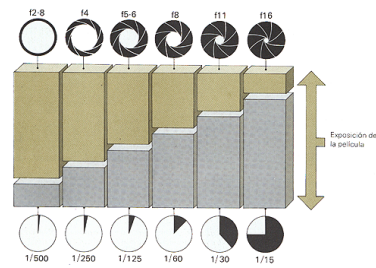 f2-8 f4 f5-6 f8 f11 f16
Exposición de
la película
1/500 1/250 1/125 1/60 1/30 1/15